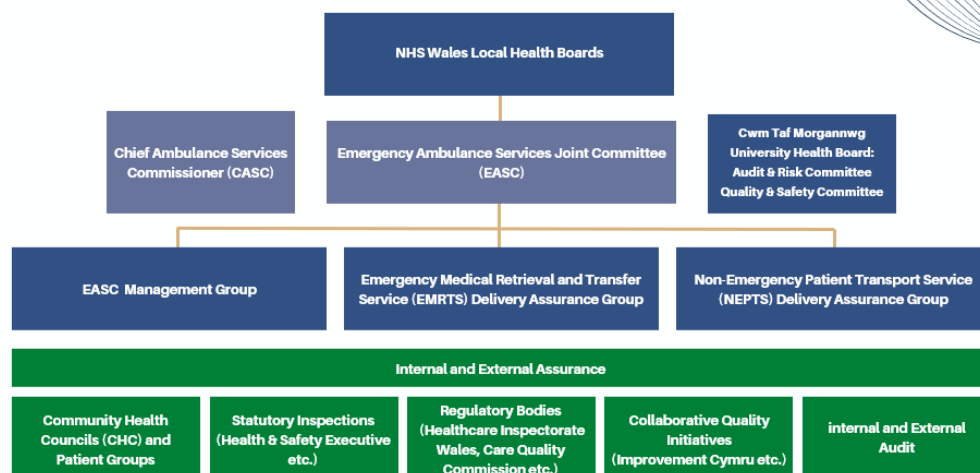 NHS Wales Local Health Boards
Chief Ambulance Services
Commissioner (CASC)
Emergency Ambulance Services Joint Committee
(EASC)
Cwm Taf Morgannwg
University Health Board:
Audit & Risk Committee
Quality & Safety Committee
EASC Management Group
Emergency Medical Retrieval and Transfer
Service (EMRTS) Delivery Assurance Group
Non-Emergency Patient Transport Service
(NEPTS) Delivery Assurance Group
Internal and External Assurance
Community Health
Councils (CHC) and
Patient Groups
Statutory Inspections
(Health & Safety Executive
etc.)
Regulatory Bodies
(Healthcare Inspectorate
Wales, Care Quality
Commission etc.)
Collaborative Quality
Initiatives
(Improvement Cymru etc.)
internal and External
Audit